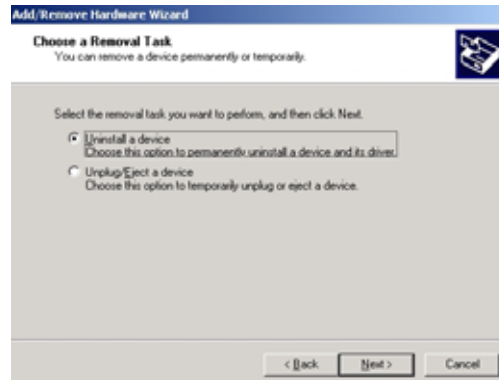 Add/Remove Hardware Wizard
Choose a Removal Task
You can remove a device permanently or temporarily.
Select the removal task you want to perform, and then click Next.
Uninstall a device
Choose this option to permanently uninstall a device and its driver.
Unplug/Eject a device
Choose this option to temporarily unplug or eject a device.
< Back Next > Cancel